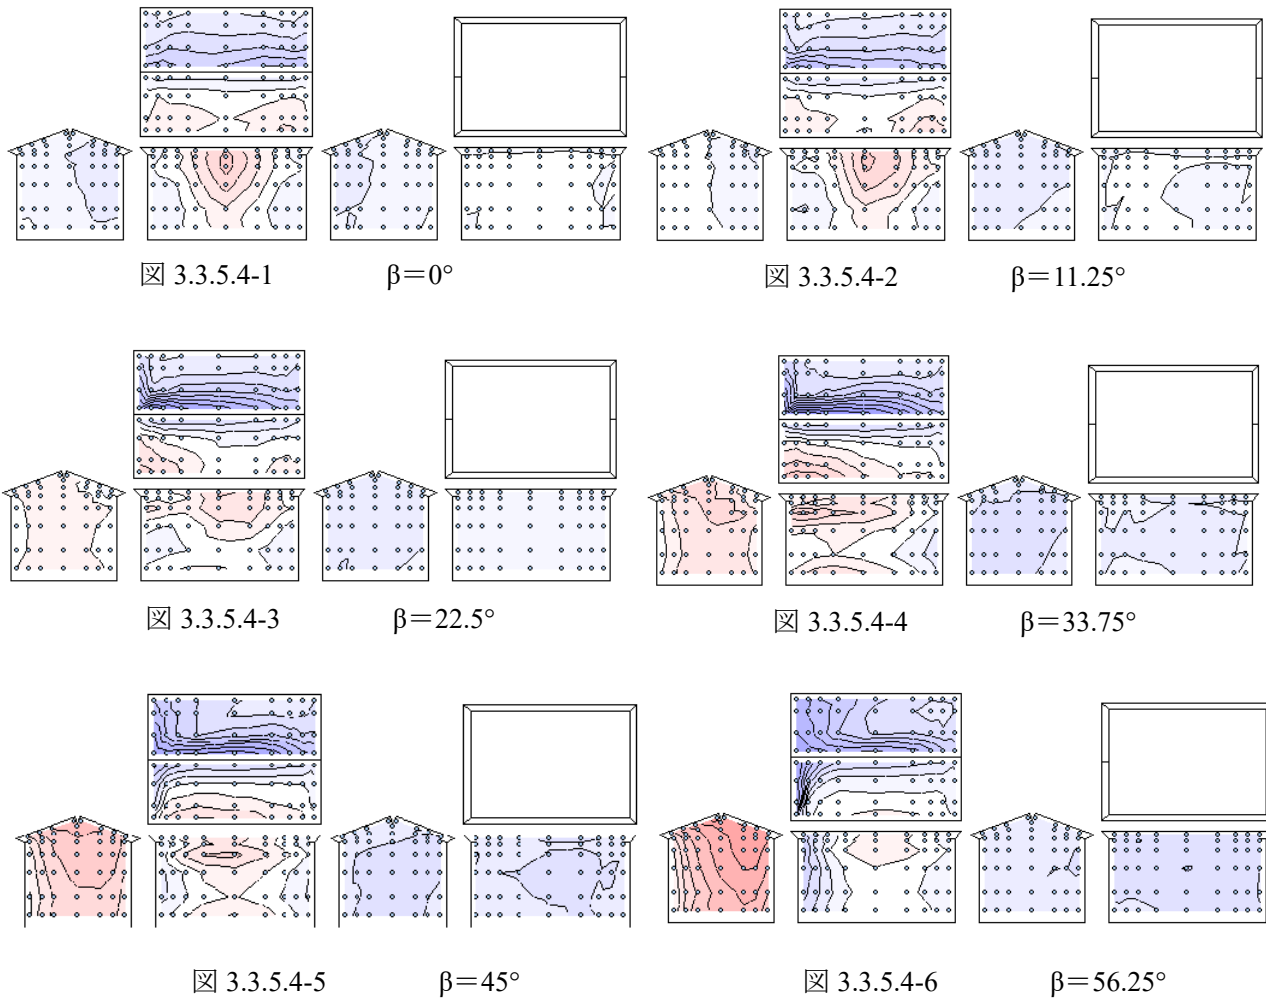 図 3.3.5.4-1 β＝0°
図 3.3.5.4-2 β＝11.25°
図 3.3.5.4-3 β＝22.5°
図 3.3.5.4-4 β＝33.75°
図 3.3.5.4-5 β＝45°
図 3.3.5.4-6 β＝56.25°